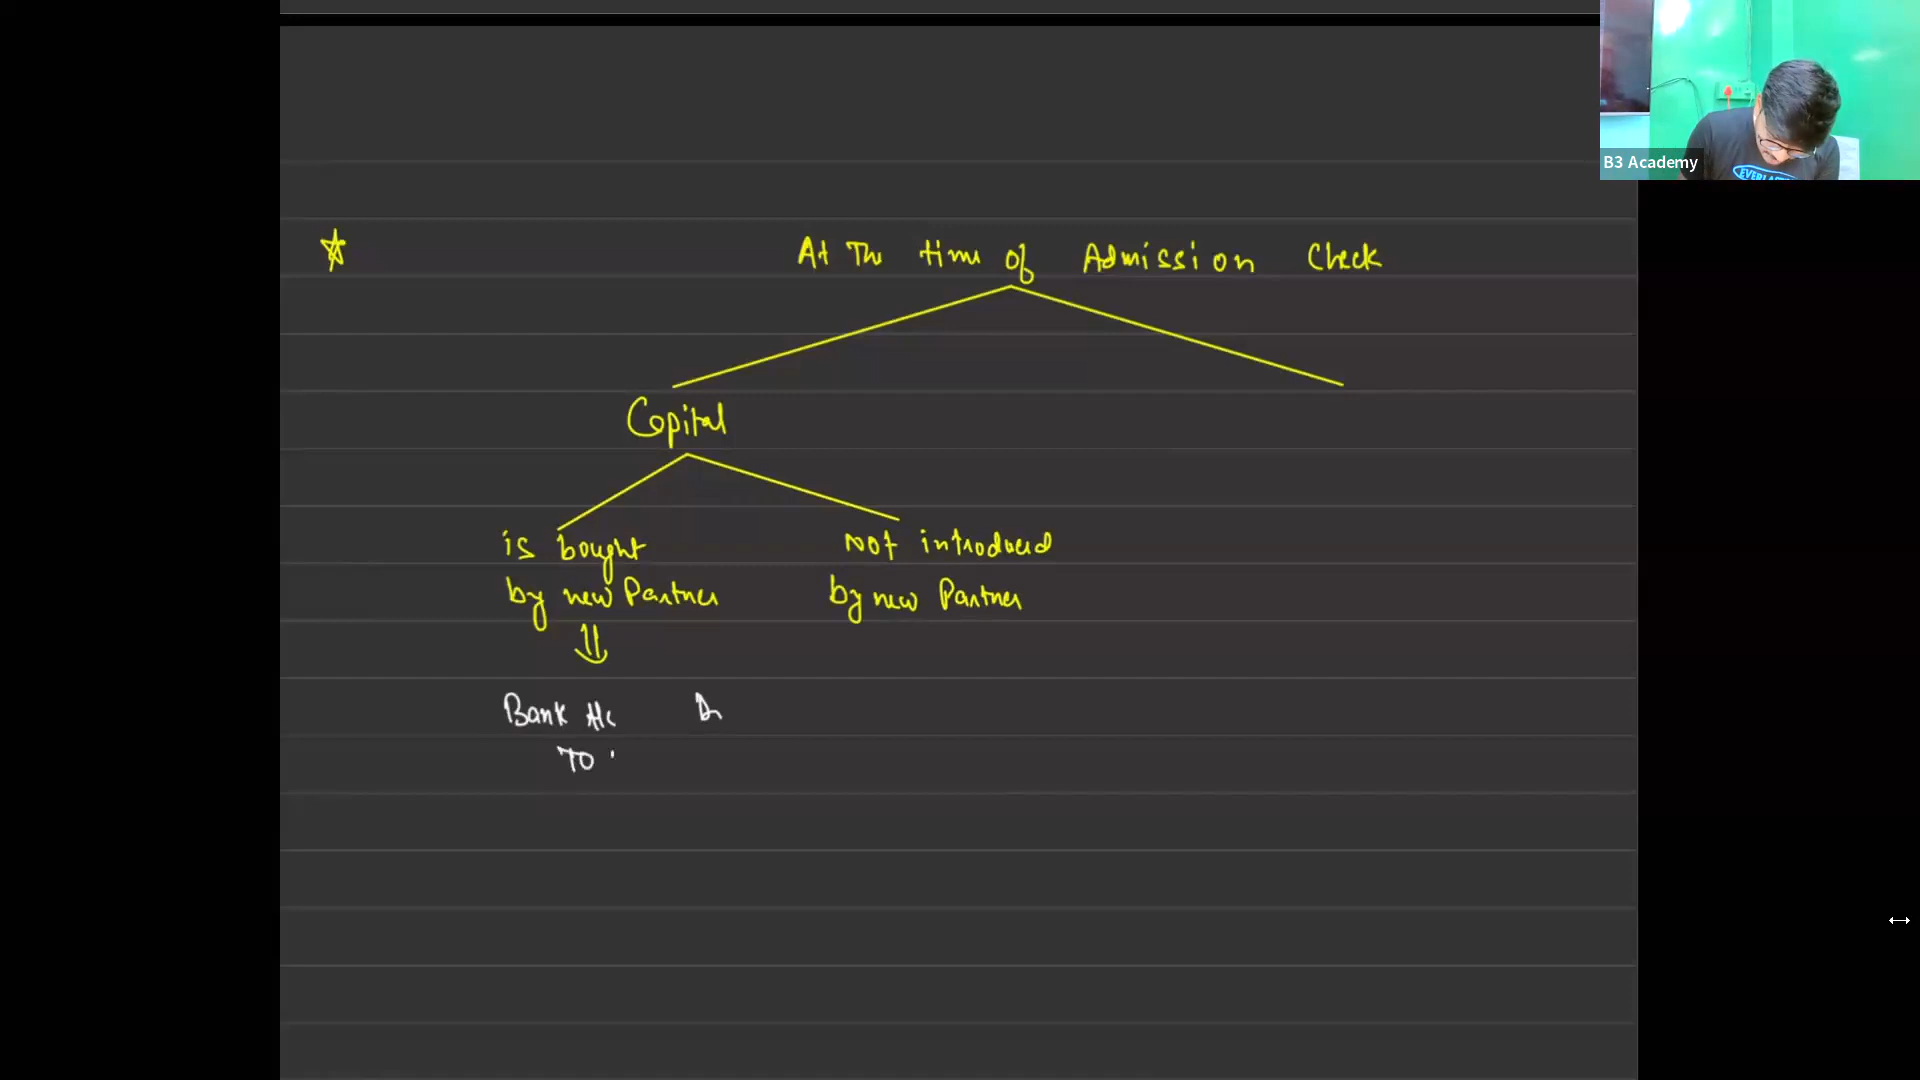 B3 Academy
At The time of Admission Check
Capital
is bought
by new Partner
Not introduced
by new Partner
Bank A/c Dr
To